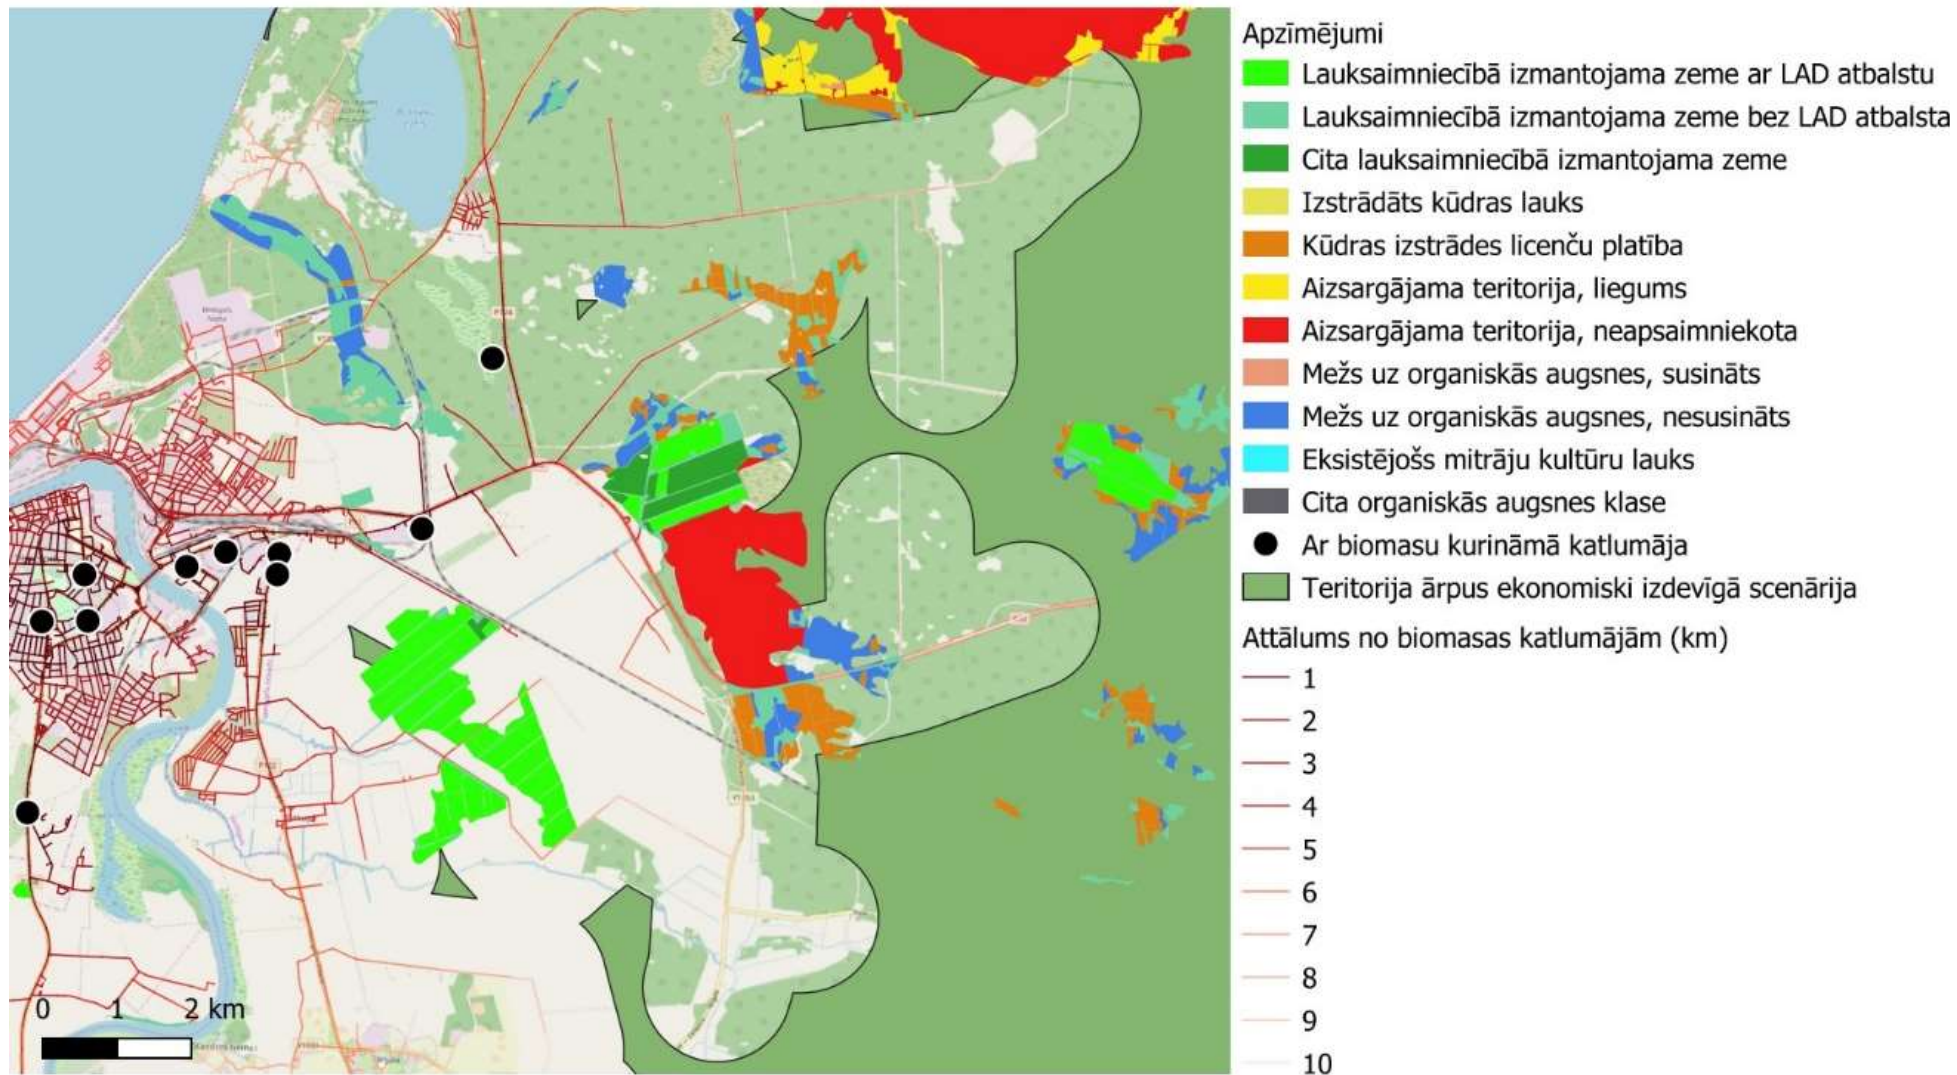 Apzīmējumi
Lauksaimniecībā izmantojama zeme ar LAD atbalstu
Lauksaimniecībā izmantojama zeme bez LAD atbalsta
Cita lauksaimniecībā izmantojama zeme
Izstrādāts kūdras lauks
Kūdras izstrādes licenču platība
Aizsargājama teritorija, liegums
Aizsargājama teritorija, neapsaimniekota
Mežs uz organiskās augsnes, susināts
Mežs uz organiskās augsnes, nesusināts
Eksistējošs mitrāju kultūru lauks
Cita organiskās augsnes klase
Ar biomasu kurināmā katlumāja
Teritorija ārpus ekonomiski izdevīgā scenārija
Attālums no biomasas katlumājām (km)
1
2
3
4
5
6
7
8
9
10
0 1 2 km